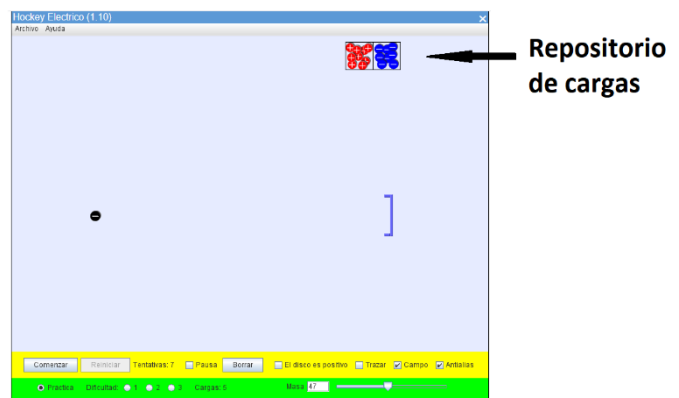 Hockey Electrico (1.10)
Archivo Ayuda
Repositorio
de cargas
Comenzar Reiniciar Tentativas: 7 Pausa Borrar El disco es positivo Trazar Campo Antialias
Practica Dificultad: 1 2 3 Cargas: 5 Masa 47